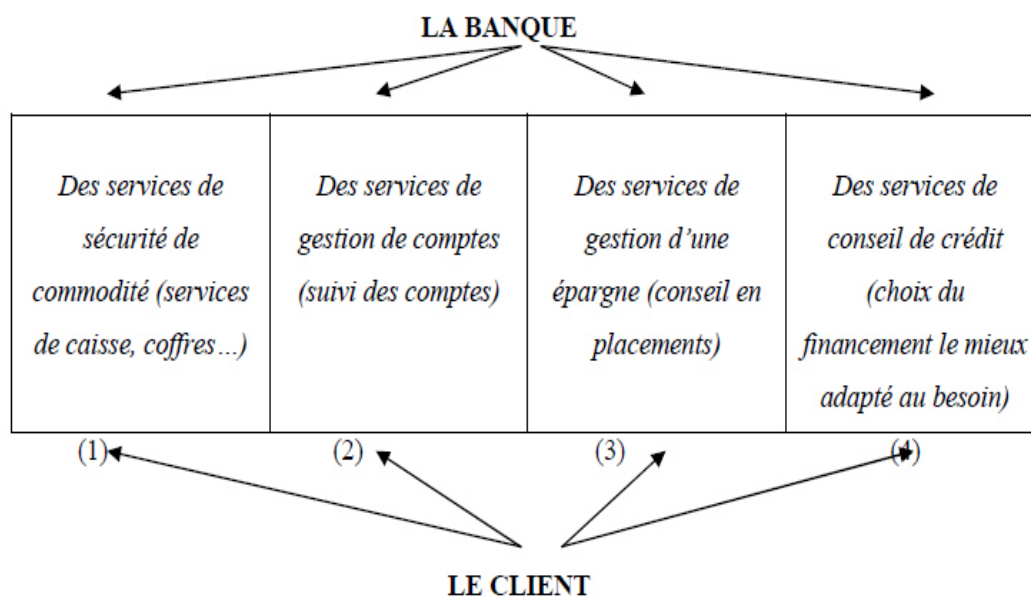 LA BANQUE
Des services de
sécurité de
commodité (services
de caisse, coffres…)
Des services de
gestion de comptes
(suivi des comptes)
Des services de
gestion d’une
épargne (conseil en
placements)
Des services de
conseil de crédit
(choix du
financement le mieux
adapté au besoin)
(1)
(2)
(3)
(4)
LE CLIENT